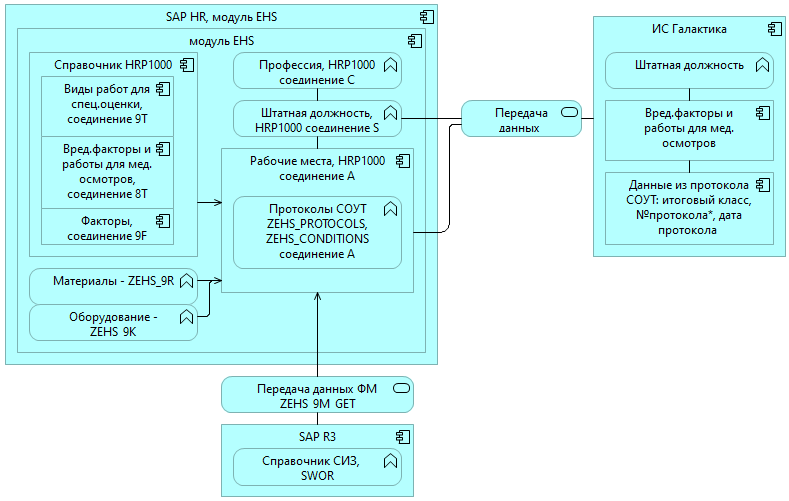 SAP HR, модуль EHS
модуль EHS
Справочник HRP1000
Виды работ для
спец.оценки,
соединение 9T
Вред.факторы и
работы для мед.
осмотров,
соединение 8T
Факторы,
соединение 9F
Материалы - ZEHS_9R
Оборудование -
ZEHS_9K
Профессия, HRP1000
соединение C
Штатная должность,
HRP1000 соединение S
Рабочие места, HRP1000
соединение A
Протоколы СОУТ
ZEHS_PROTOCOLS,
ZEHS_CONDITIONS
соединение A
Передача
данных
ИС Галактика
Штатная должность
Вред.факторы и
работы для мед.
осмотров
Данные из протокола
СОУТ: итоговый класс,
№протокола*, дата
протокола
Передача данных ФМ
ZEHS_9M_GET
SAP R3
Справочник СИЗ,
SWOR